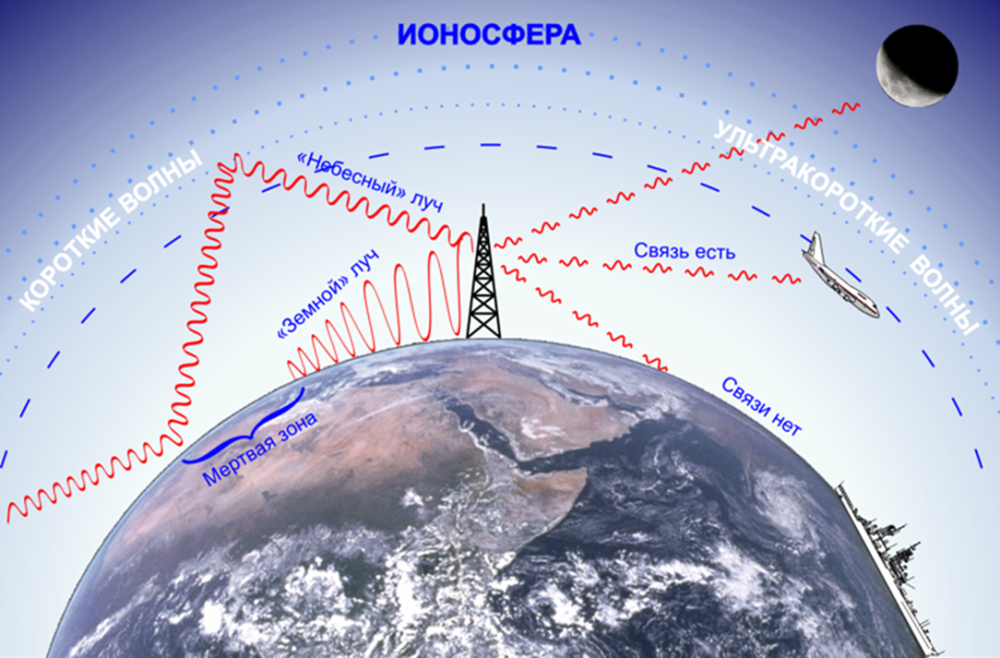 ИОНОСФЕРА
КОРОТКИЕ ВОЛНЫ
УЛЬТРАКОРОТКИЕ ВОЛНЫ
«Небесный» луч
«Земной» луч
Связь есть
Связи нет
Мертвая зона